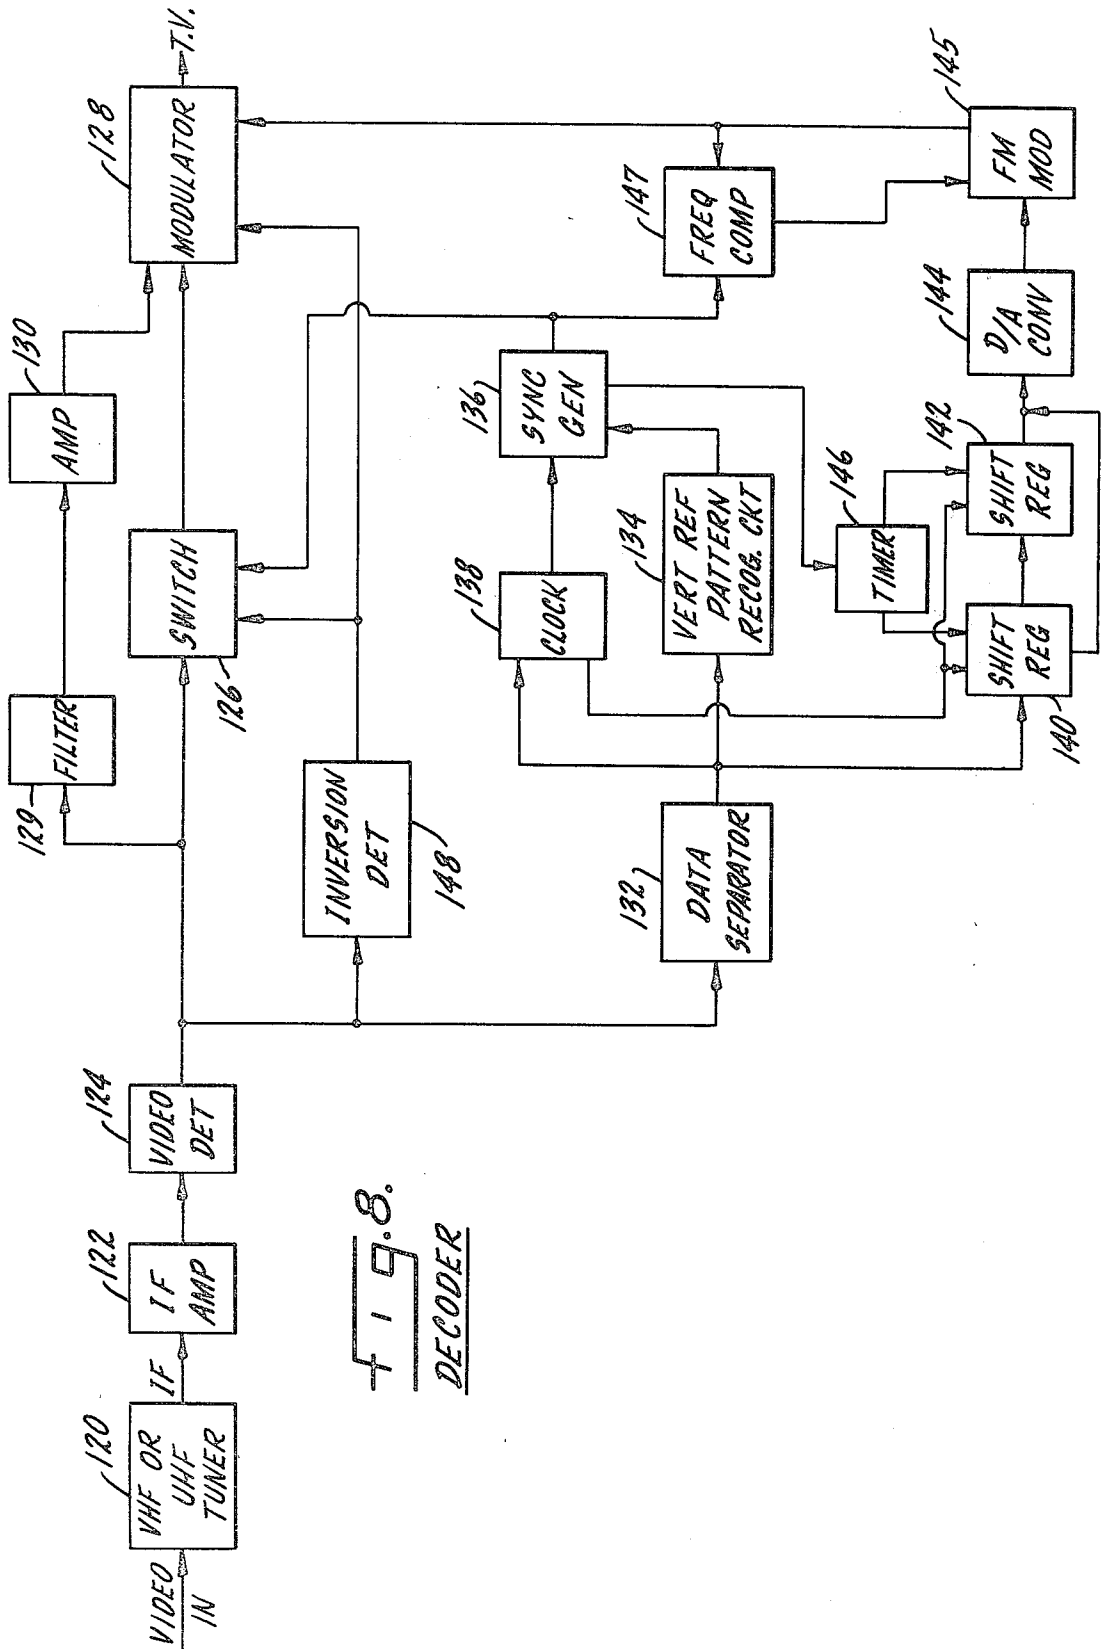 VIDEO
IN
120
VHF OR
UHF
TUNER
IF
122
IF
AMP
124
VIDEO
DET
129
FILTER
130
AMP
126
SWITCH
128
MODULATOR
T.V.
INVERSION
DET
148
132
DATA
SEPARATOR
138
CLOCK
134
VERT REF
PATTERN
RECOG. CKT
136
SYNC
GEN
147
FREQ
COMP
146
TIMER
140
SHIFT
REG
142
SHIFT
REG
144
D/A
CONV
145
FM
MOD
Fig. 8.
DECODER